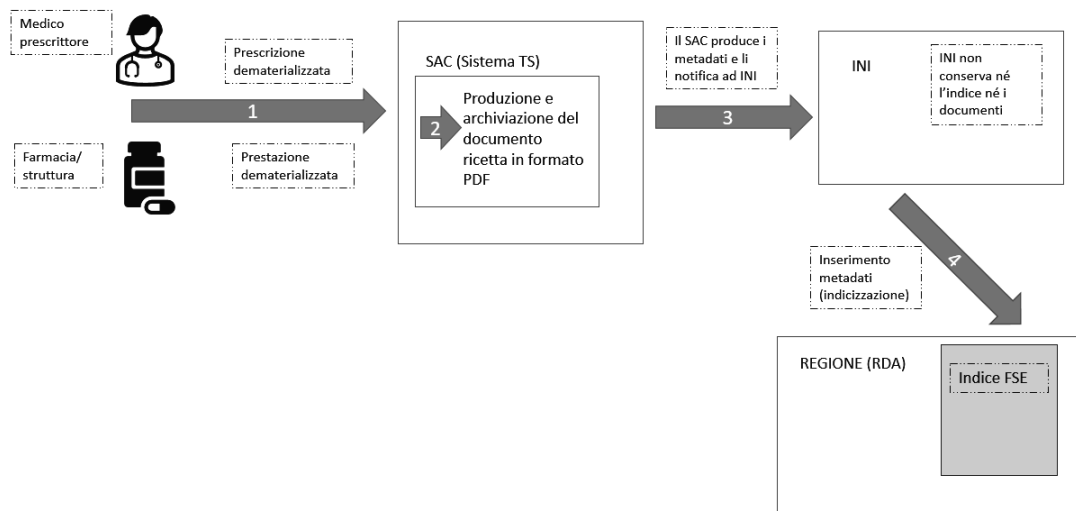 Medico
prescrittore
Prescrizione
dematerializzata
1
Farmacia/
struttura
Prestazione
dematerializzata
SAC (Sistema TS)
2
Produzione e
archiviazione del
documento
ricetta in formato
PDF
Il SAC produce i
metadati e li
notifica ad INI
3
INI
INI non
conserva né
l'indice né i
documenti
4
Inserimento
metadati
(indicizzazione)
REGIONE (RDA)
Indice FSE